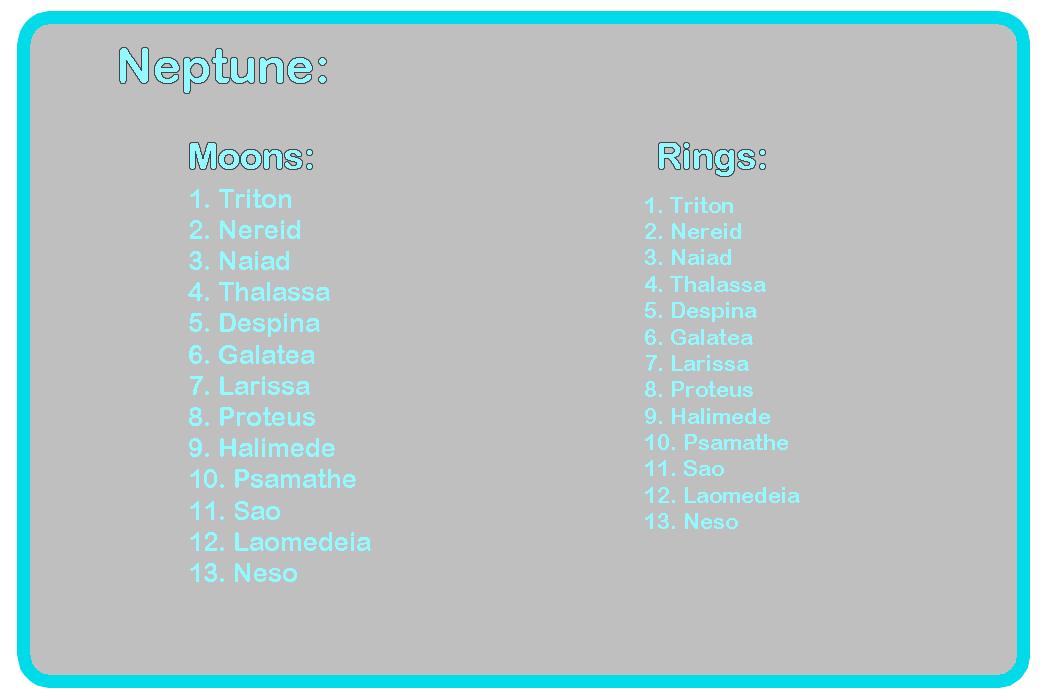 Neptune:
Moons:
1. Triton
2. Nereid
3. Naiad
4. Thalassa
5. Despina
6. Galatea
7. Larissa
8. Proteus
9. Halimede
10. Psamathe
11. Sao
12. Laomedeia
13. Neso
Rings:
1. Triton
2. Nereid
3. Naiad
4. Thalassa
5. Despina
6. Galatea
7. Larissa
8. Proteus
9. Halimede
10. Psamathe
11. Sao
12. Laomedeia
13. Neso